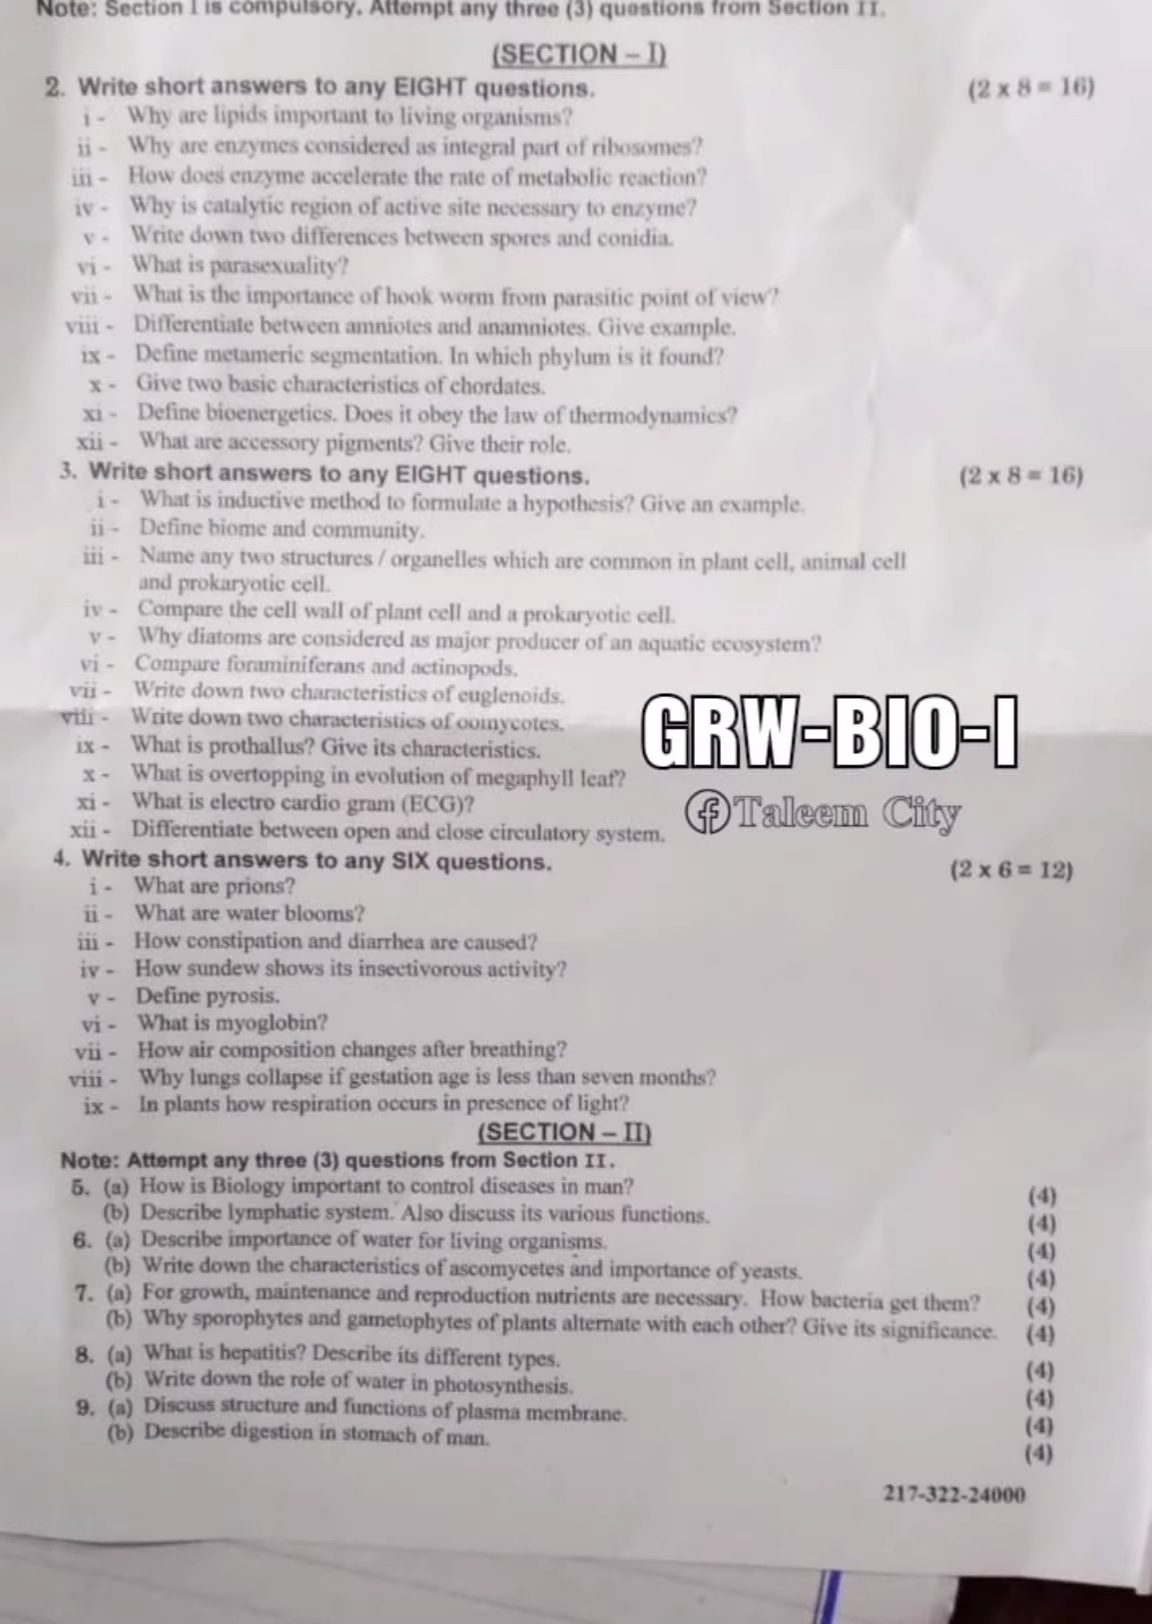 Note: Section I is compulsory. Attempt any three (3) questions from Section II.
(SECTION – I)
2. Write short answers to any EIGHT questions. (2 x 8 = 16)
i - Why are lipids important to living organisms?
ii - Why are enzymes considered as integral part of ribosomes?
iii - How does enzyme accelerate the rate of metabolic reaction?
iv - Why is catalytic region of active site necessary to enzyme?
v - Write down two differences between spores and conidia.
vi - What is parasexuality?
vii - What is the importance of hook worm from parasitic point of view?
viii - Differentiate between amniotes and anamniotes. Give example.
ix - Define metameric segmentation. In which phylum is it found?
x - Give two basic characteristics of chordates.
xi - Define bioenergetics. Does it obey the law of thermodynamics?
xii - What are accessory pigments? Give their role.
3. Write short answers to any EIGHT questions. (2 x 8 = 16)
i - What is inductive method to formulate a hypothesis? Give an example.
ii - Define biome and community.
iii - Name any two structures / organelles which are common in plant cell, animal cell
and prokaryotic cell.
iv - Compare the cell wall of plant cell and a prokaryotic cell.
v - Why diatoms are considered as major producer of an aquatic ecosystem?
vi - Compare foraminiferans and actinopods.
vii - Write down two characteristics of euglenoids.
viii - Write down two characteristics of oomycotes.
ix - What is prothallus? Give its characteristics.
x - What is overtopping in evolution of megaphyll leaf?
xi - What is electro cardio gram (ECG)?
xii - Differentiate between open and close circulatory system.
GRW-BIO-I
Taleem City
4. Write short answers to any SIX questions. (2 x 6 = 12)
i - What are prions?
ii - What are water blooms?
iii - How constipation and diarrhea are caused?
iv - How sundew shows its insectivorous activity?
v - Define pyrosis.
vi - What is myoglobin?
vii - How air composition changes after breathing?
viii - Why lungs collapse if gestation age is less than seven months?
ix - In plants how respiration occurs in presence of light?
(SECTION – II)
Note: Attempt any three (3) questions from Section II.
5. (a) How is Biology important to control diseases in man? (4)
(b) Describe lymphatic system. Also discuss its various functions. (4)
6. (a) Describe importance of water for living organisms. (4)
(b) Write down the characteristics of ascomycetes and importance of yeasts. (4)
7. (a) For growth, maintenance and reproduction nutrients are necessary. How bacteria get them? (4)
(b) Why sporophytes and gametophytes of plants alternate with each other? Give its significance. (4)
8. (a) What is hepatitis? Describe its different types. (4)
(b) Write down the role of water in photosynthesis. (4)
9. (a) Discuss structure and functions of plasma membrane. (4)
(b) Describe digestion in stomach of man. (4)
217-322-24000